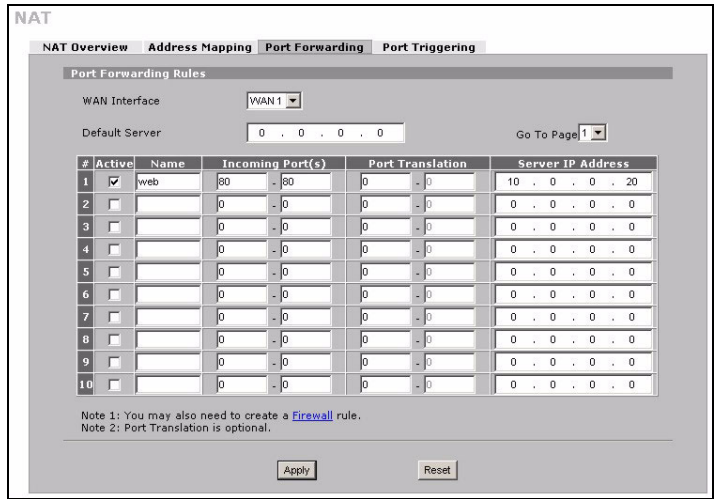 NAT
NAT Overview Address Mapping Port Forwarding Port Triggering
Port Forwarding Rules
WAN Interface WAN 1
Default Server 0 . 0 . 0 . 0 Go To Page 1
# Active Name Incoming Port(s) Port Translation Server IP Address
1 web 80 - 80 0 - 0 10 . 0 . 0 . 20
2 0 - 0 0 - 0 0 . 0 . 0 . 0
3 0 - 0 0 - 0 0 . 0 . 0 . 0
4 0 - 0 0 - 0 0 . 0 . 0 . 0
5 0 - 0 0 - 0 0 . 0 . 0 . 0
6 0 - 0 0 - 0 0 . 0 . 0 . 0
7 0 - 0 0 - 0 0 . 0 . 0 . 0
8 0 - 0 0 - 0 0 . 0 . 0 . 0
9 0 - 0 0 - 0 0 . 0 . 0 . 0
10 0 - 0 0 - 0 0 . 0 . 0 . 0
Note 1: You may also need to create a Firewall rule.
Note 2: Port Translation is optional.
Apply Reset